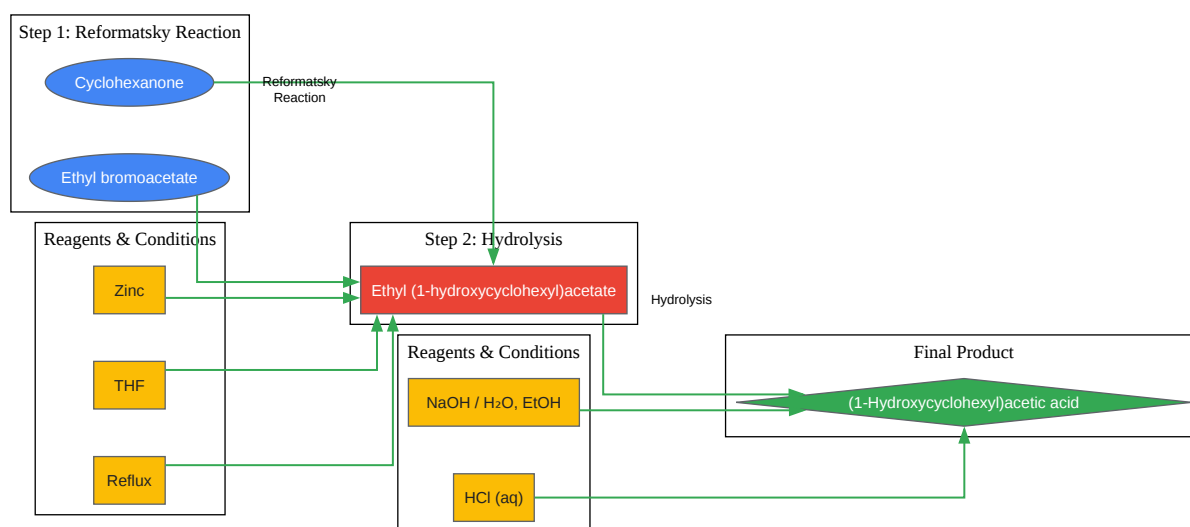 Step 1: Reformatsky Reaction
Cyclohexanone
Reformatsky
Reaction
Ethyl bromoacetate
Reagents & Conditions
Zinc
THF
Reflux
Step 2: Hydrolysis
Ethyl (1-hydroxycyclohexyl)acetate
Hydrolysis
Reagents & Conditions
NaOH / H₂O, EtOH
HCl (aq)
Final Product
(1-Hydroxycyclohexyl)acetic acid